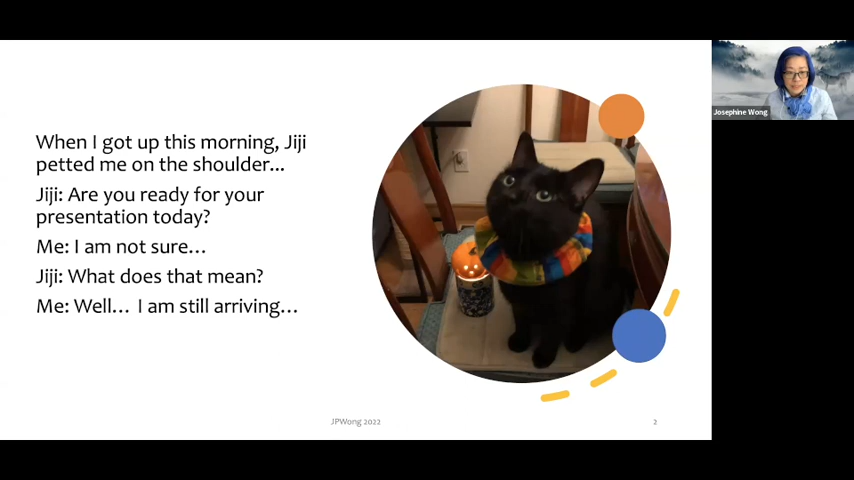 When I got up this morning, Jiji
petted me on the shoulder...
Jiji: Are you ready for your
presentation today?
Me: I am not sure...
Jiji: What does that mean?
Me: Well... I am still arriving...
JPWong 2022
2
Josephine Wong